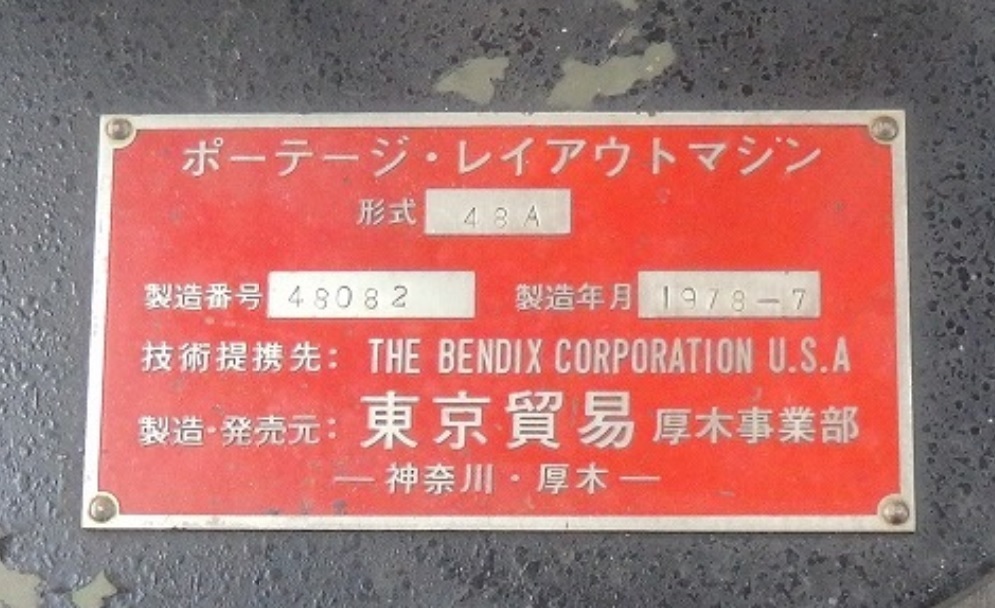 ポーテージ・レイアウトマシン
形式 48A
製造番号 48082 製造年月 1978-7
技術提携先: THE BENDIX CORPORATION U.S.A
製造・発売元: 東京貿易 厚木事業部
— 神奈川・厚木 —